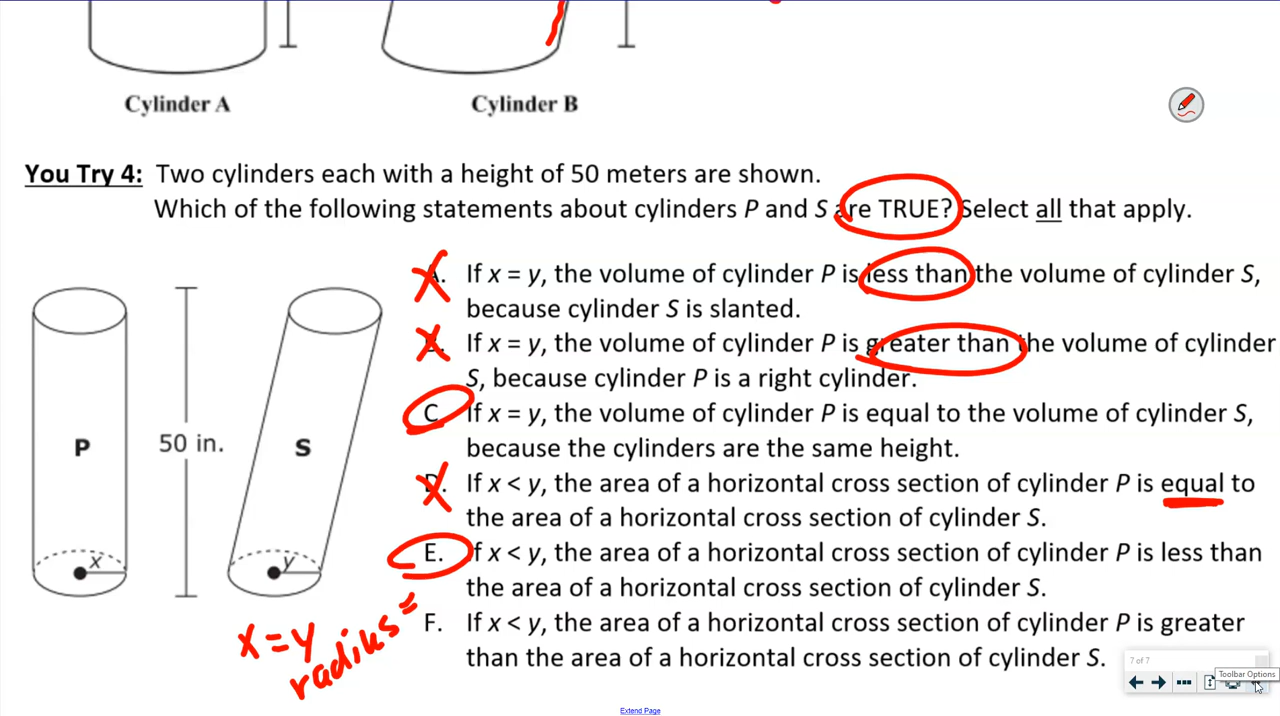 Cylinder A
Cylinder B
You Try 4: Two cylinders each with a height of 50 meters are shown.
Which of the following statements about cylinders P and S are TRUE? Select all that apply.
A. If x = y, the volume of cylinder P is less than the volume of cylinder S,
because cylinder S is slanted.
B. If x = y, the volume of cylinder P is greater than the volume of cylinder
S, because cylinder P is a right cylinder.
C. If x = y, the volume of cylinder P is equal to the volume of cylinder S,
because the cylinders are the same height.
D. If x < y, the area of a horizontal cross section of cylinder P is equal to
the area of a horizontal cross section of cylinder S.
E. If x < y, the area of a horizontal cross section of cylinder P is less than
the area of a horizontal cross section of cylinder S.
F. If x < y, the area of a horizontal cross section of cylinder P is greater
than the area of a horizontal cross section of cylinder S.
P
50 in.
S
x
y
x = y
radius =
7 of 7
Toolbar Options
Extend Page